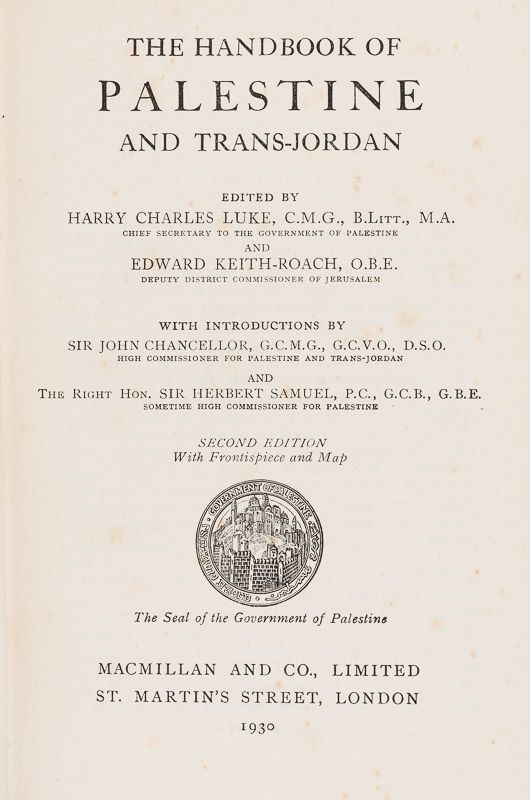 THE HANDBOOK OF
PALESTINE
AND TRANS-JORDAN
EDITED BY
HARRY CHARLES LUKE, C.M.G., B.LITT., M.A.
CHIEF SECRETARY TO THE GOVERNMENT OF PALESTINE
AND
EDWARD KEITH-ROACH, O.B.E.
DEPUTY DISTRICT COMMISSIONER OF JERUSALEM
WITH INTRODUCTIONS BY
SIR JOHN CHANCELLOR, G.C.M.G., G.C.V.O., D.S.O.
HIGH COMMISSIONER FOR PALESTINE AND TRANS-JORDAN
AND
THE RIGHT HON. SIR HERBERT SAMUEL, P.C., G.C.B., G.B.E.
SOMETIME HIGH COMMISSIONER FOR PALESTINE
SECOND EDITION
With Frontispiece and Map
GOVERNMENT OF PALESTINE
The Seal of the Government of Palestine
MACMILLAN AND CO., LIMITED
ST. MARTIN'S STREET, LONDON
1930